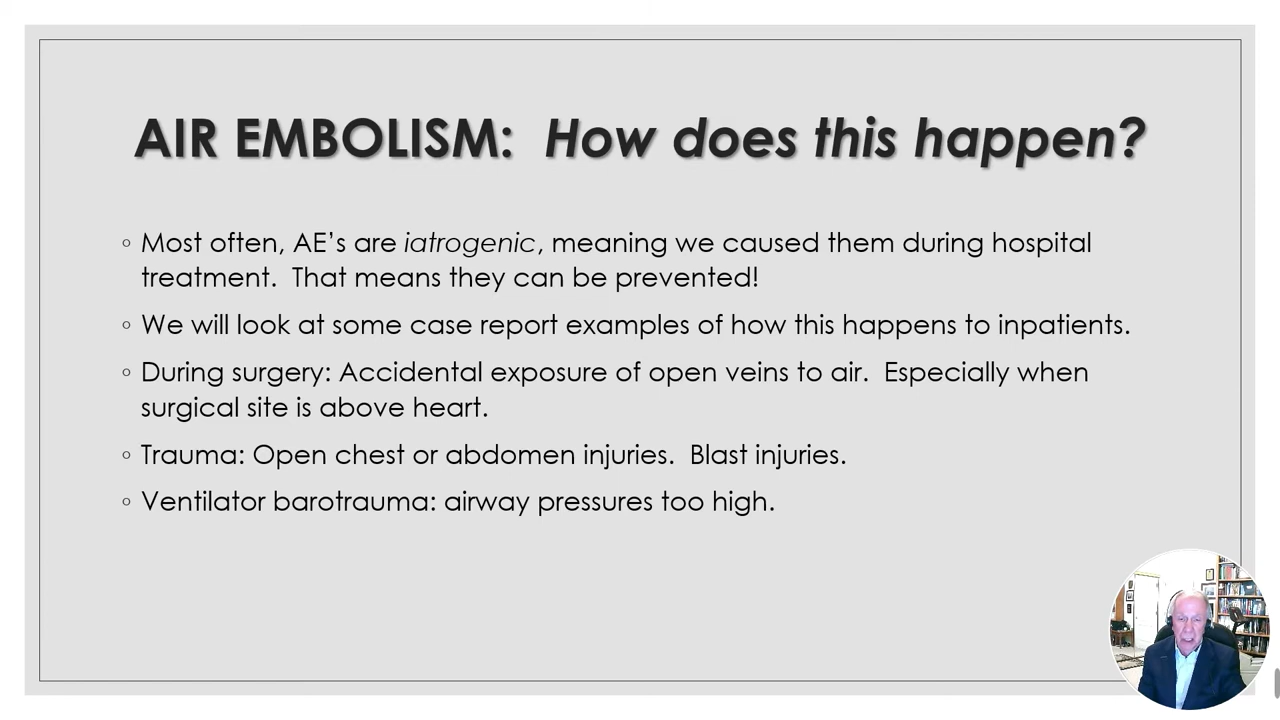 AIR EMBOLISM: How does this happen?
◦ Most often, AE's are iatrogenic, meaning we caused them during hospital
treatment. That means they can be prevented!
◦ We will look at some case report examples of how this happens to inpatients.
◦ During surgery: Accidental exposure of open veins to air. Especially when
surgical site is above heart.
◦ Trauma: Open chest or abdomen injuries. Blast injuries.
◦ Ventilator barotrauma: airway pressures too high.